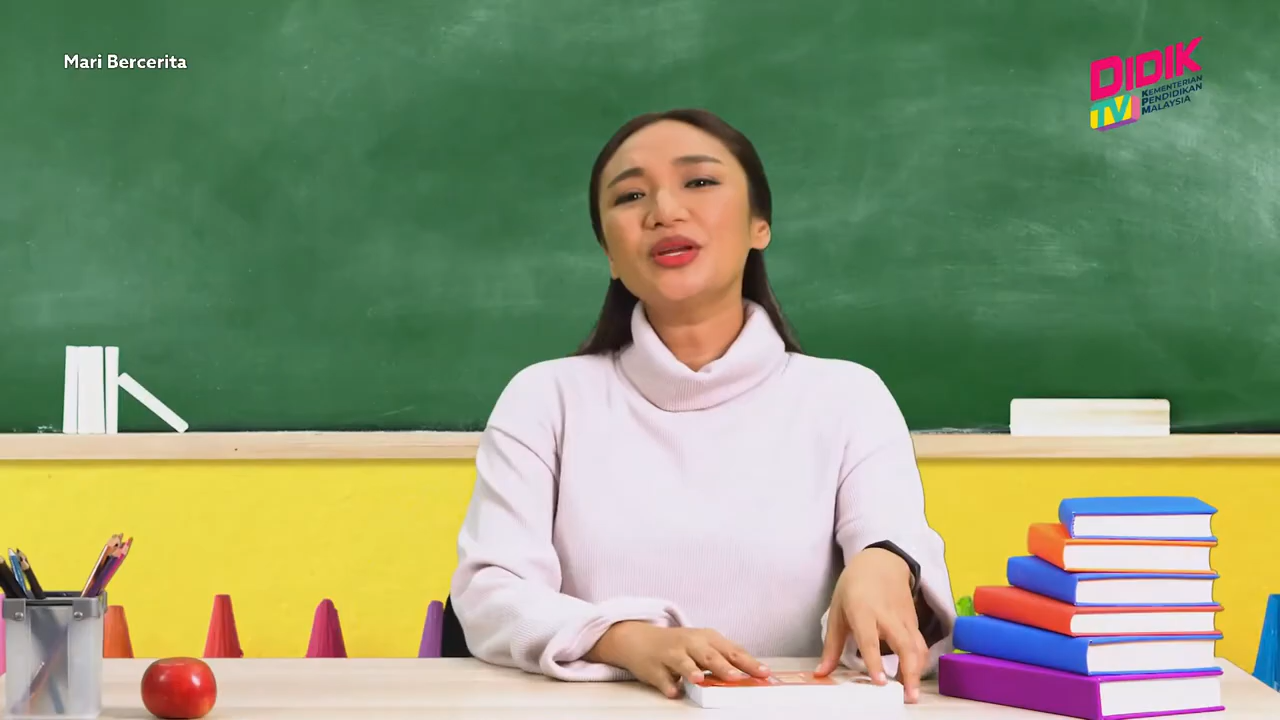 Mari Bercerita
DIDIK
TV
KEMENTERIAN
PENDIDIKAN
MALAYSIA